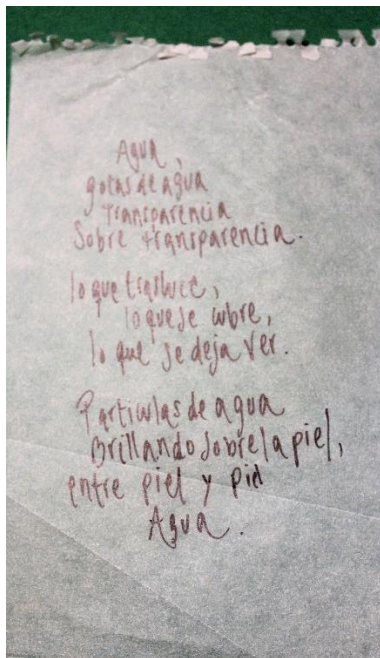 Agua,
gotas de agua
transparencia
sobre transparencia.
lo que trasluce,
lo que se cubre,
lo que se deja ver.
Particulas de agua
Brillando sobre la piel,
entre piel y piel
Agua.